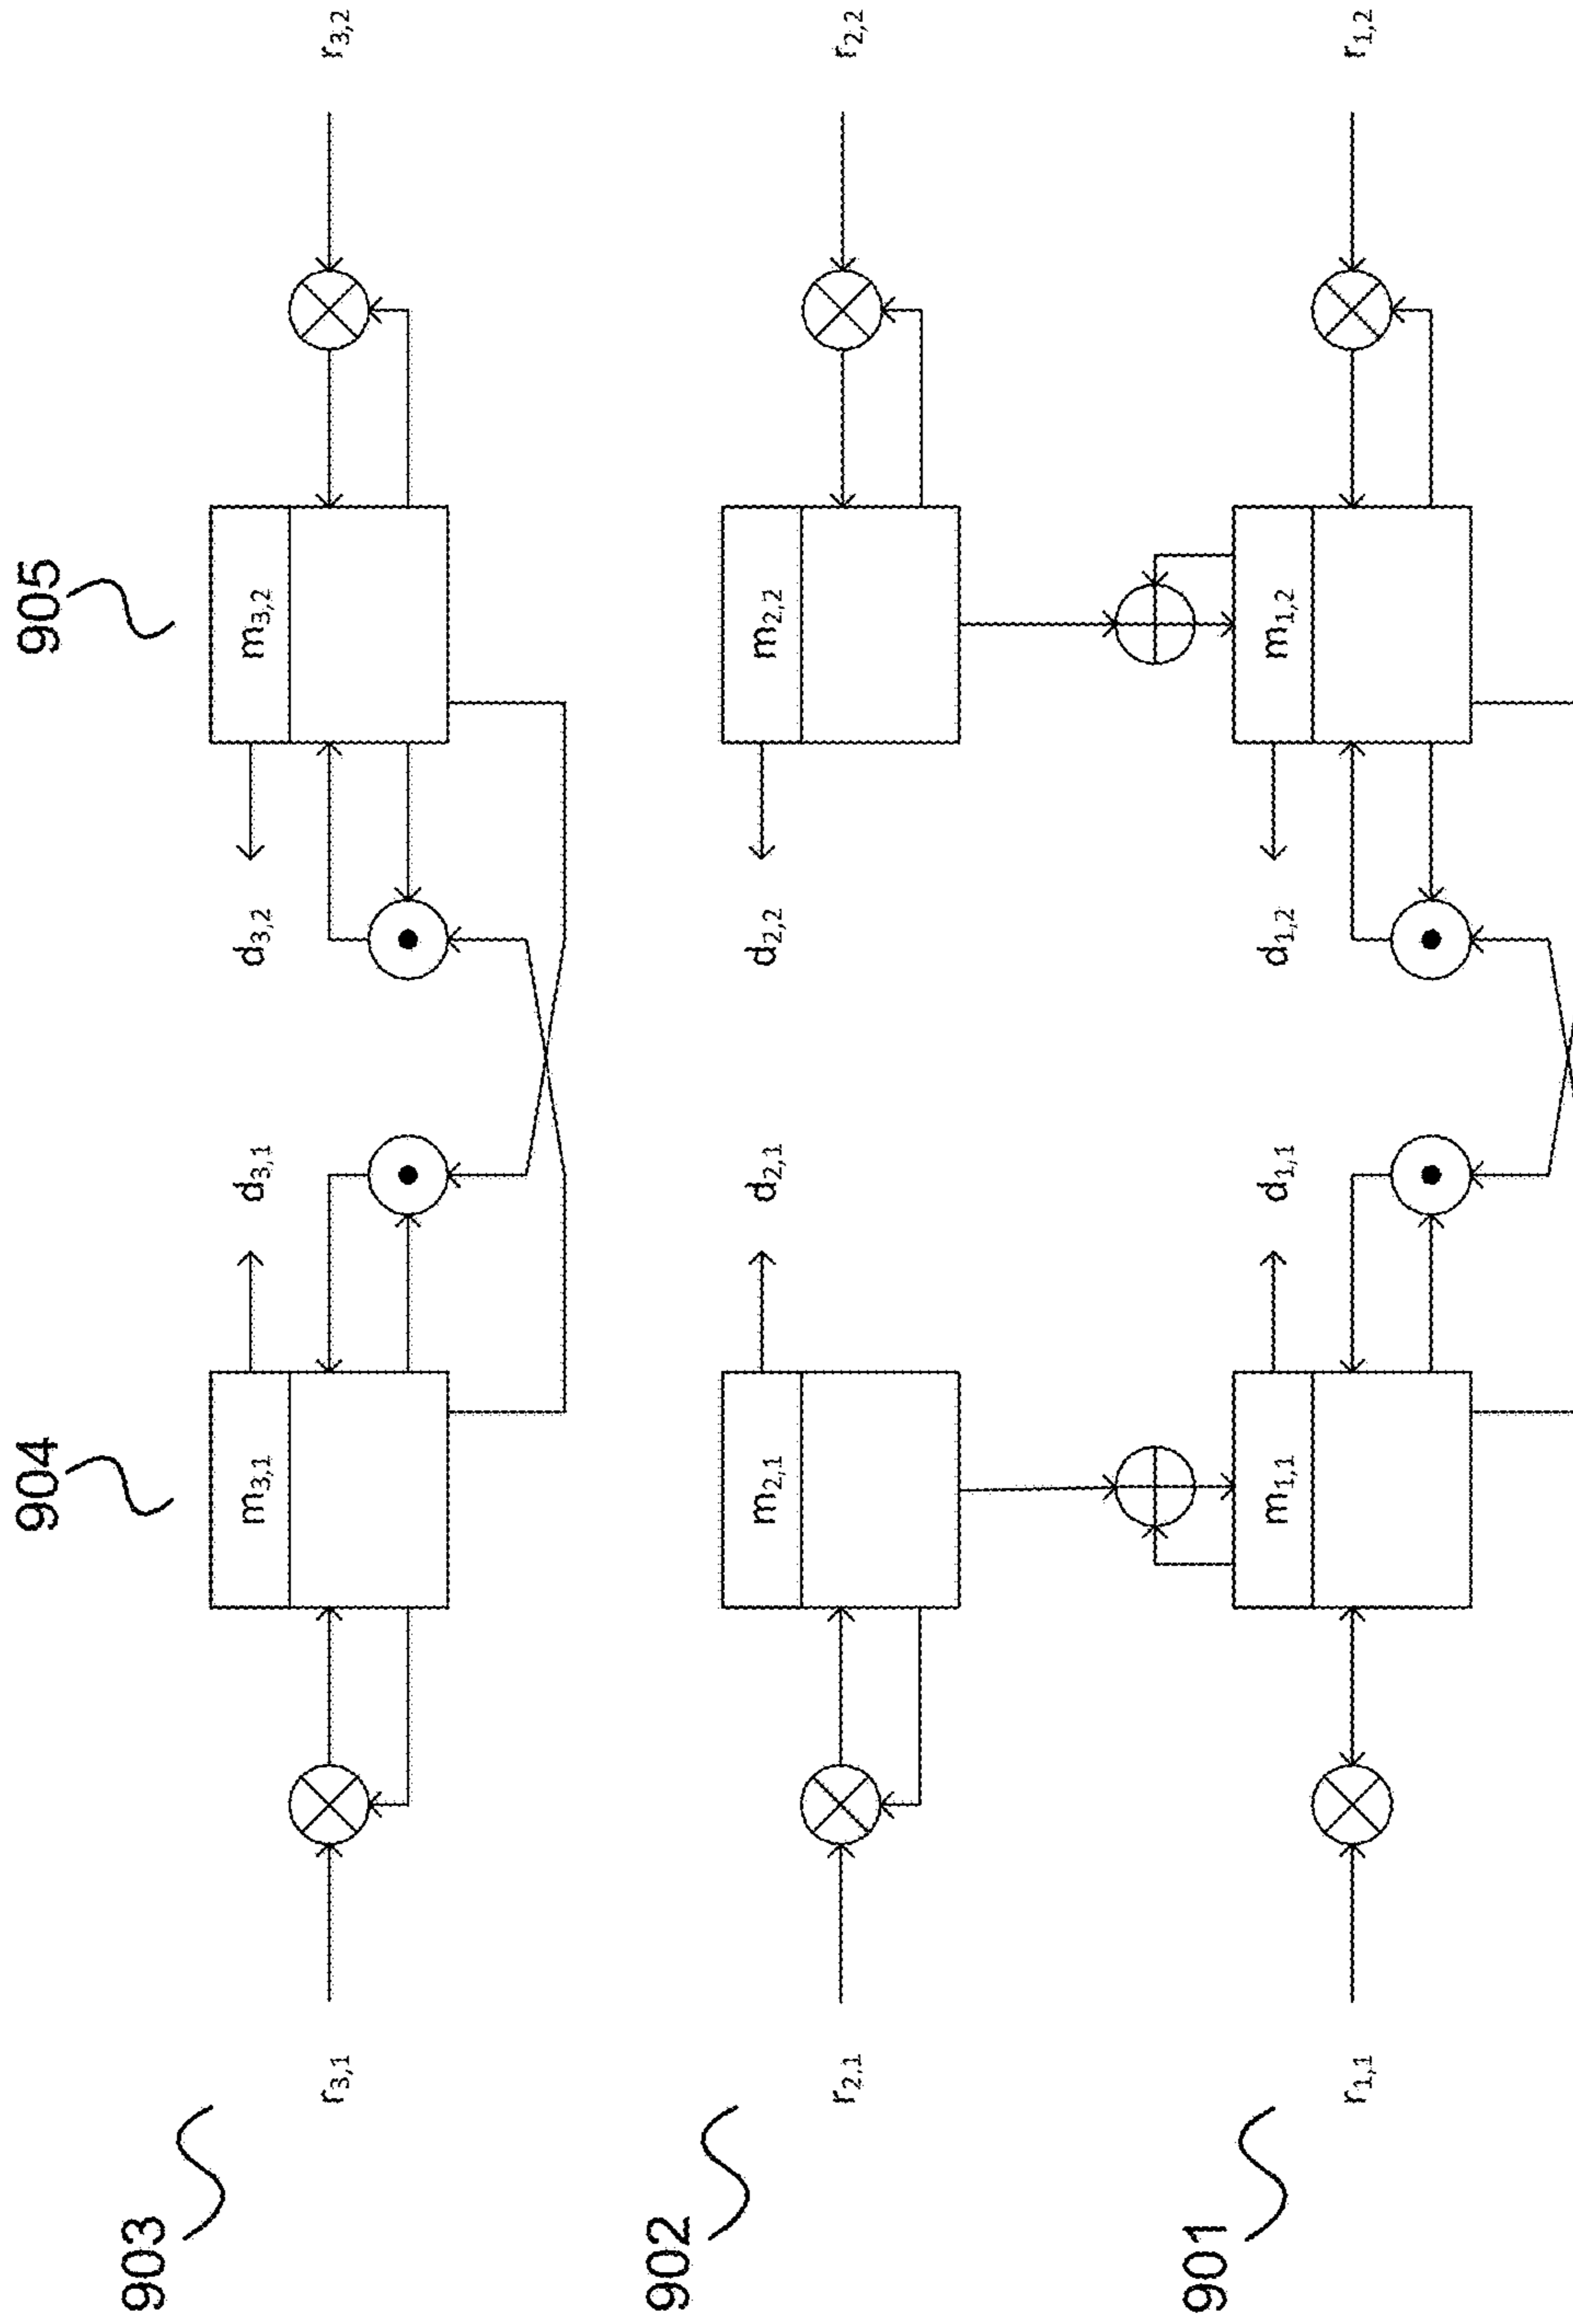 903
902
901
904
905
r3,1
m3,1
d3,1
d3,2
m3,2
r3,2
r2,1
m2,1
d2,1
d2,2
m2,2
r2,2
r1,1
m1,1
d1,1
d1,2
m1,2
r1,2